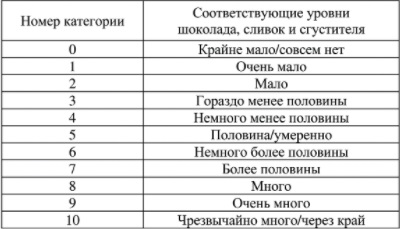 Номер категории Соответствующие уровни
шоколада, сливок и сгустителя
0 Крайне мало/совсем нет
1 Очень мало
2 Мало
3 Гораздо менее половины
4 Немного менее половины
5 Половина/умеренно
6 Немного более половины
7 Более половины
8 Много
9 Очень много
10 Чрезвычайно много/через край